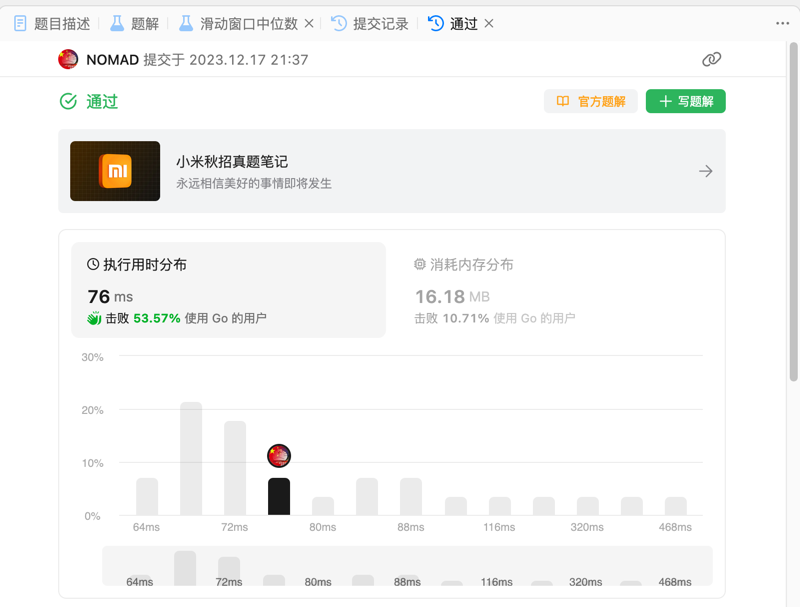 题目描述 题解 滑动窗口中位数 提交记录 通过
NOMAD 提交于 2023.12.17 21:37
通过 官方题解 写题解
小米秋招真题笔记
永远相信美好的事情即将发生
执行用时分布 消耗内存分布
76 ms 16.18 MB
击败 53.57% 使用 Go 的用户 击败 10.71% 使用 Go 的用户
30%
20%
10%
0%
64ms 72ms 80ms 88ms 116ms 320ms 468ms
64ms 72ms 80ms 88ms 116ms 320ms 468ms